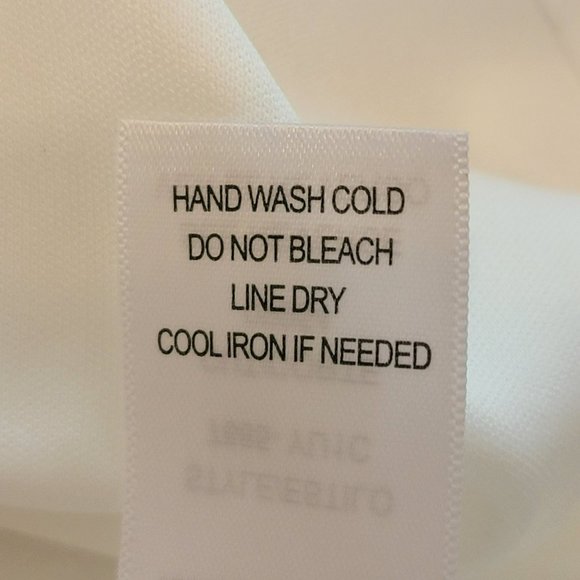 HAND WASH COLD
DO NOT BLEACH
LINE DRY
COOL IRON IF NEEDED